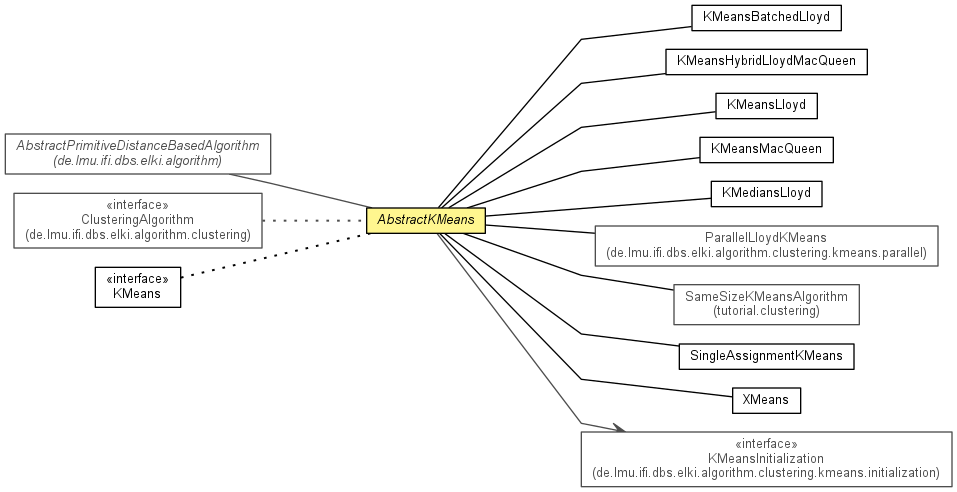 AbstractPrimitiveDistanceBasedAlgorithm
(de.lmu.ifi.dbs.elki.algorithm)
«interface»
ClusteringAlgorithm
(de.lmu.ifi.dbs.elki.algorithm.clustering)
«interface»
KMeans
AbstractKMeans
KMeansBatchedLloyd
KMeansHybridLloydMacQueen
KMeansLloyd
KMeansMacQueen
KMediansLloyd
ParallelLloydKMeans
(de.lmu.ifi.dbs.elki.algorithm.clustering.kmeans.parallel)
SameSizeKMeansAlgorithm
(tutorial.clustering)
SingleAssignmentKMeans
XMeans
«interface»
KMeansInitialization
(de.lmu.ifi.dbs.elki.algorithm.clustering.kmeans.initialization)